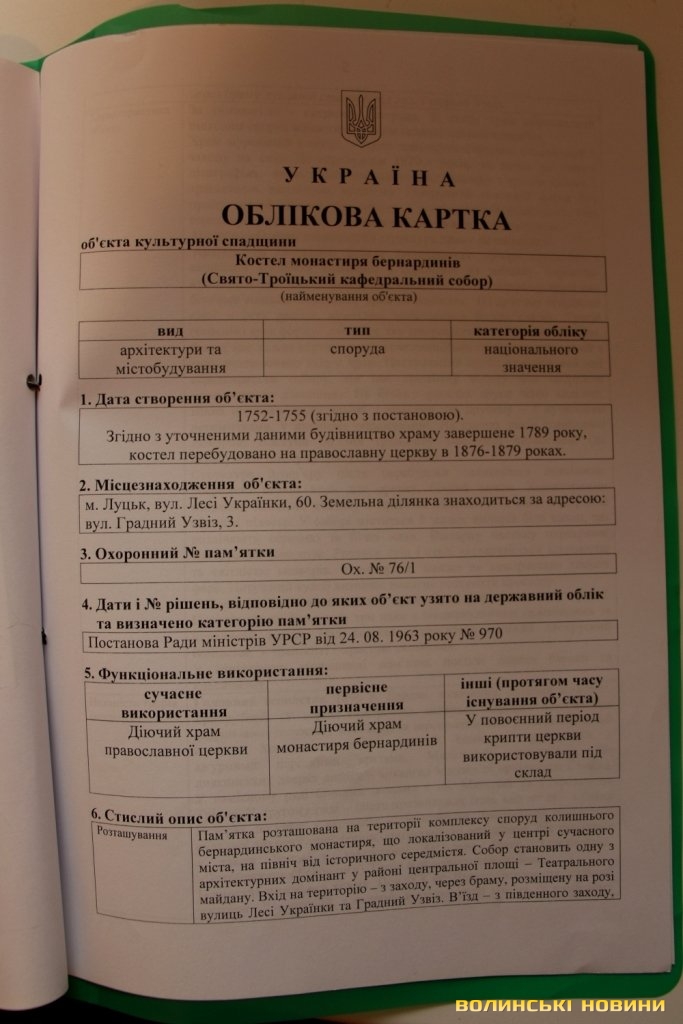 УКРАЇНА
ОБЛІКОВА КАРТКА
об'єкта культурної спадщини
Костел монастиря бернардинів
(Свято-Троїцький кафедральний собор)
(найменування об'єкта)
вид
тип
категорія обліку
архітектури та
містобудування
споруда
національного
значення
1. Дата створення об’єкта:
1752-1755 (згідно з постановою).
Згідно з уточненими даними будівництво храму завершене 1789 року,
костел перебудовано на православну церкву в 1876-1879 роках.
2. Місцезнаходження об'єкта:
м. Луцьк, вул. Лесі Українки, 60. Земельна ділянка знаходиться за адресою:
вул. Градний Узвіз, 3.
3. Охоронний № пам’ятки
Ох. № 76/1
4. Дати і № рішень, відповідно до яких об’єкт узято на державний облік
та визначено категорію пам’ятки
Постанова Ради міністрів УРСР від 24. 08. 1963 року № 970
5. Функціональне використання:
сучасне
використання
первісне
призначення
інші (протягом часу
існування об’єкта)
Діючий храм
православної церкви
Діючий храм
монастиря бернардинів
У повоєнний період
крипти церкви
використовували під
склад
6. Стислий опис об'єкта:
Розташування
Пам’ятка розташована на території комплексу споруд колишнього
бернардинського монастиря, що локалізований у центрі сучасного
міста, на північ від історичного середмістя. Собор становить одну з
архітектурних домінант у районі центральної площі – Театрального
майдану. Вхід на територію – з заходу, через браму, розміщену на розі
вулиць Лесі Українки та Градний Узвіз. В’їзд – з південного заходу,
ВОЛИНСЬКІ НОВИНИ